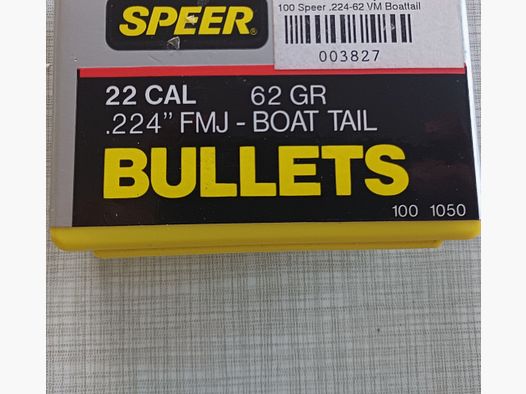 SPEER®
100 Speer .224-62 VM Boattail
003827
22 CAL 62 GR
.224” FMJ - BOAT TAIL
BULLETS
100 1050